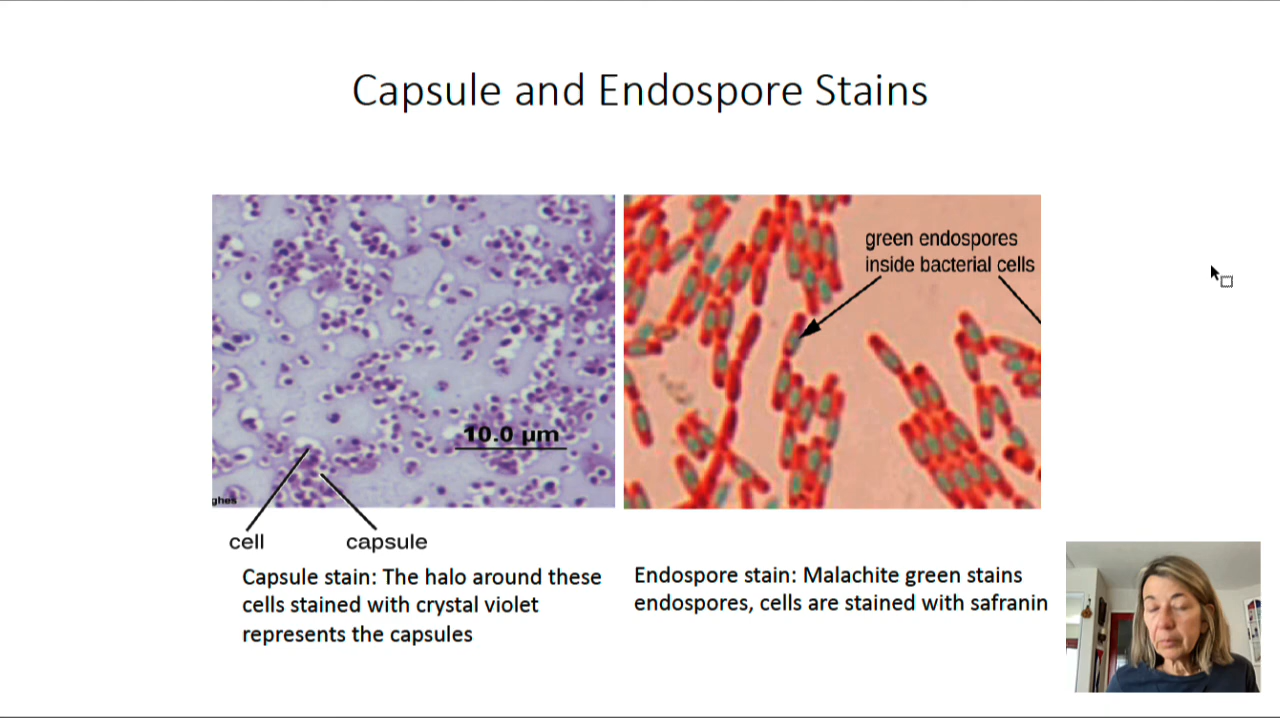 Capsule and Endospore Stains
green endospores
inside bacterial cells
10.0 µm
ghes
cell
capsule
Capsule stain: The halo around these
cells stained with crystal violet
represents the capsules
Endospore stain: Malachite green stains
endospores, cells are stained with safranin